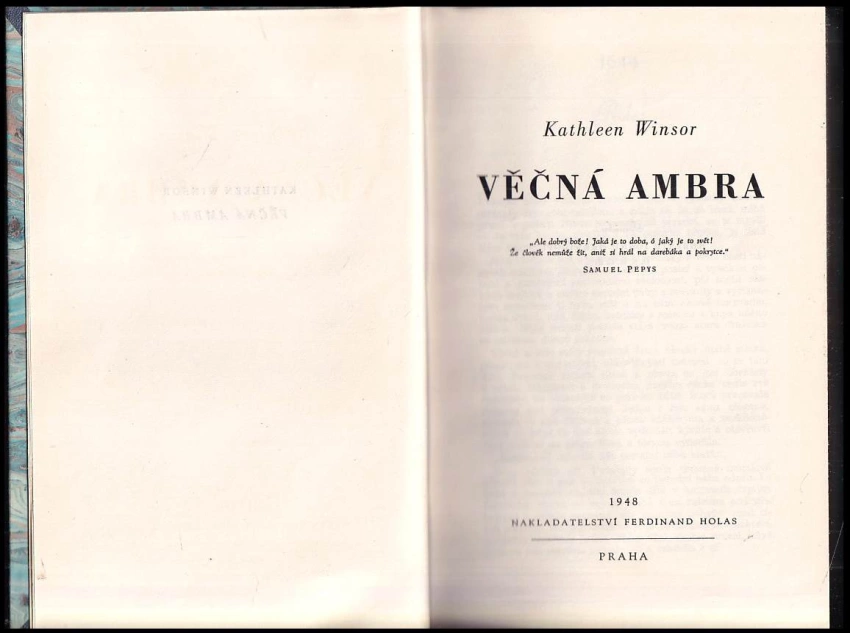 Kathleen Winsor
VĚČNÁ AMBRA
„Ale dobrý bože! Jaká je to doba, ó jaký je to svět!
Že člověk nemůže žít, aniž si hrál na darebáka a pokrytce.“
SAMUEL PEPYS
1948
NAKLADATELSTVÍ FERDINAND HOLAS
PRAHA